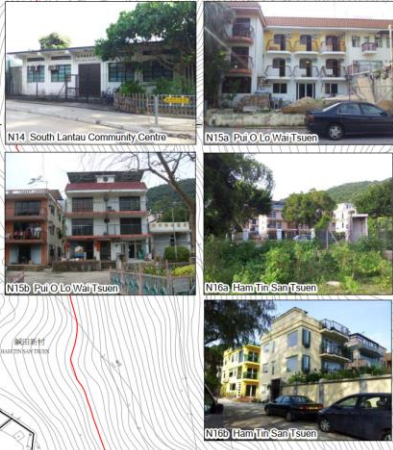 N14 South Lantau Community Centre
N15a Pui O Lo Wai Tsuen
N15b Pui O Lo Wai Tsuen
N16a Ham Tin San Tsuen
鹹田新村
HAM TIN SAN TSUEN
N16b Ham Tin San Tsuen